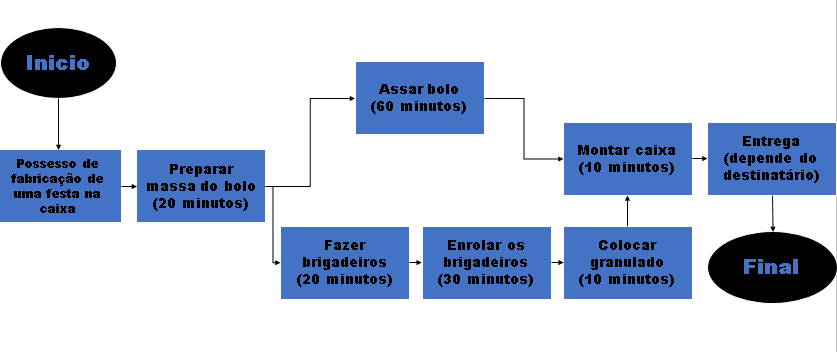 Inicio
Possesso de
fabricação de
uma festa na
caixa
Preparar
massa do bolo
(20 minutos)
Assar bolo
(60 minutos)
Fazer
brigadeiros
(20 minutos)
Enrolar os
brigadeiros
(30 minutos)
Colocar
granulado
(10 minutos)
Montar caixa
(10 minutos)
Entrega
(depende do
destinatário)
Final